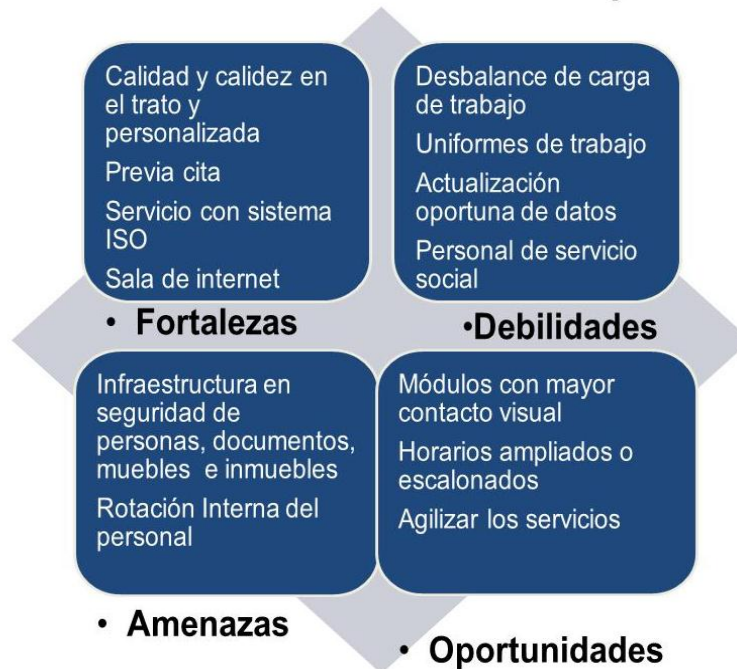 Calidad y calidez en
el trato y
personalizada
Previa cita
Servicio con sistema
ISO
Sala de internet
• Fortalezas
Desbalance de carga
de trabajo
Uniformes de trabajo
Actualización
oportuna de datos
Personal de servicio
social
•Debilidades
Infraestructura en
seguridad de
personas, documentos,
muebles e inmuebles
Rotación Interna del
personal
• Amenazas
Módulos con mayor
contacto visual
Horarios ampliados o
escalonados
Agilizar los servicios
• Oportunidades